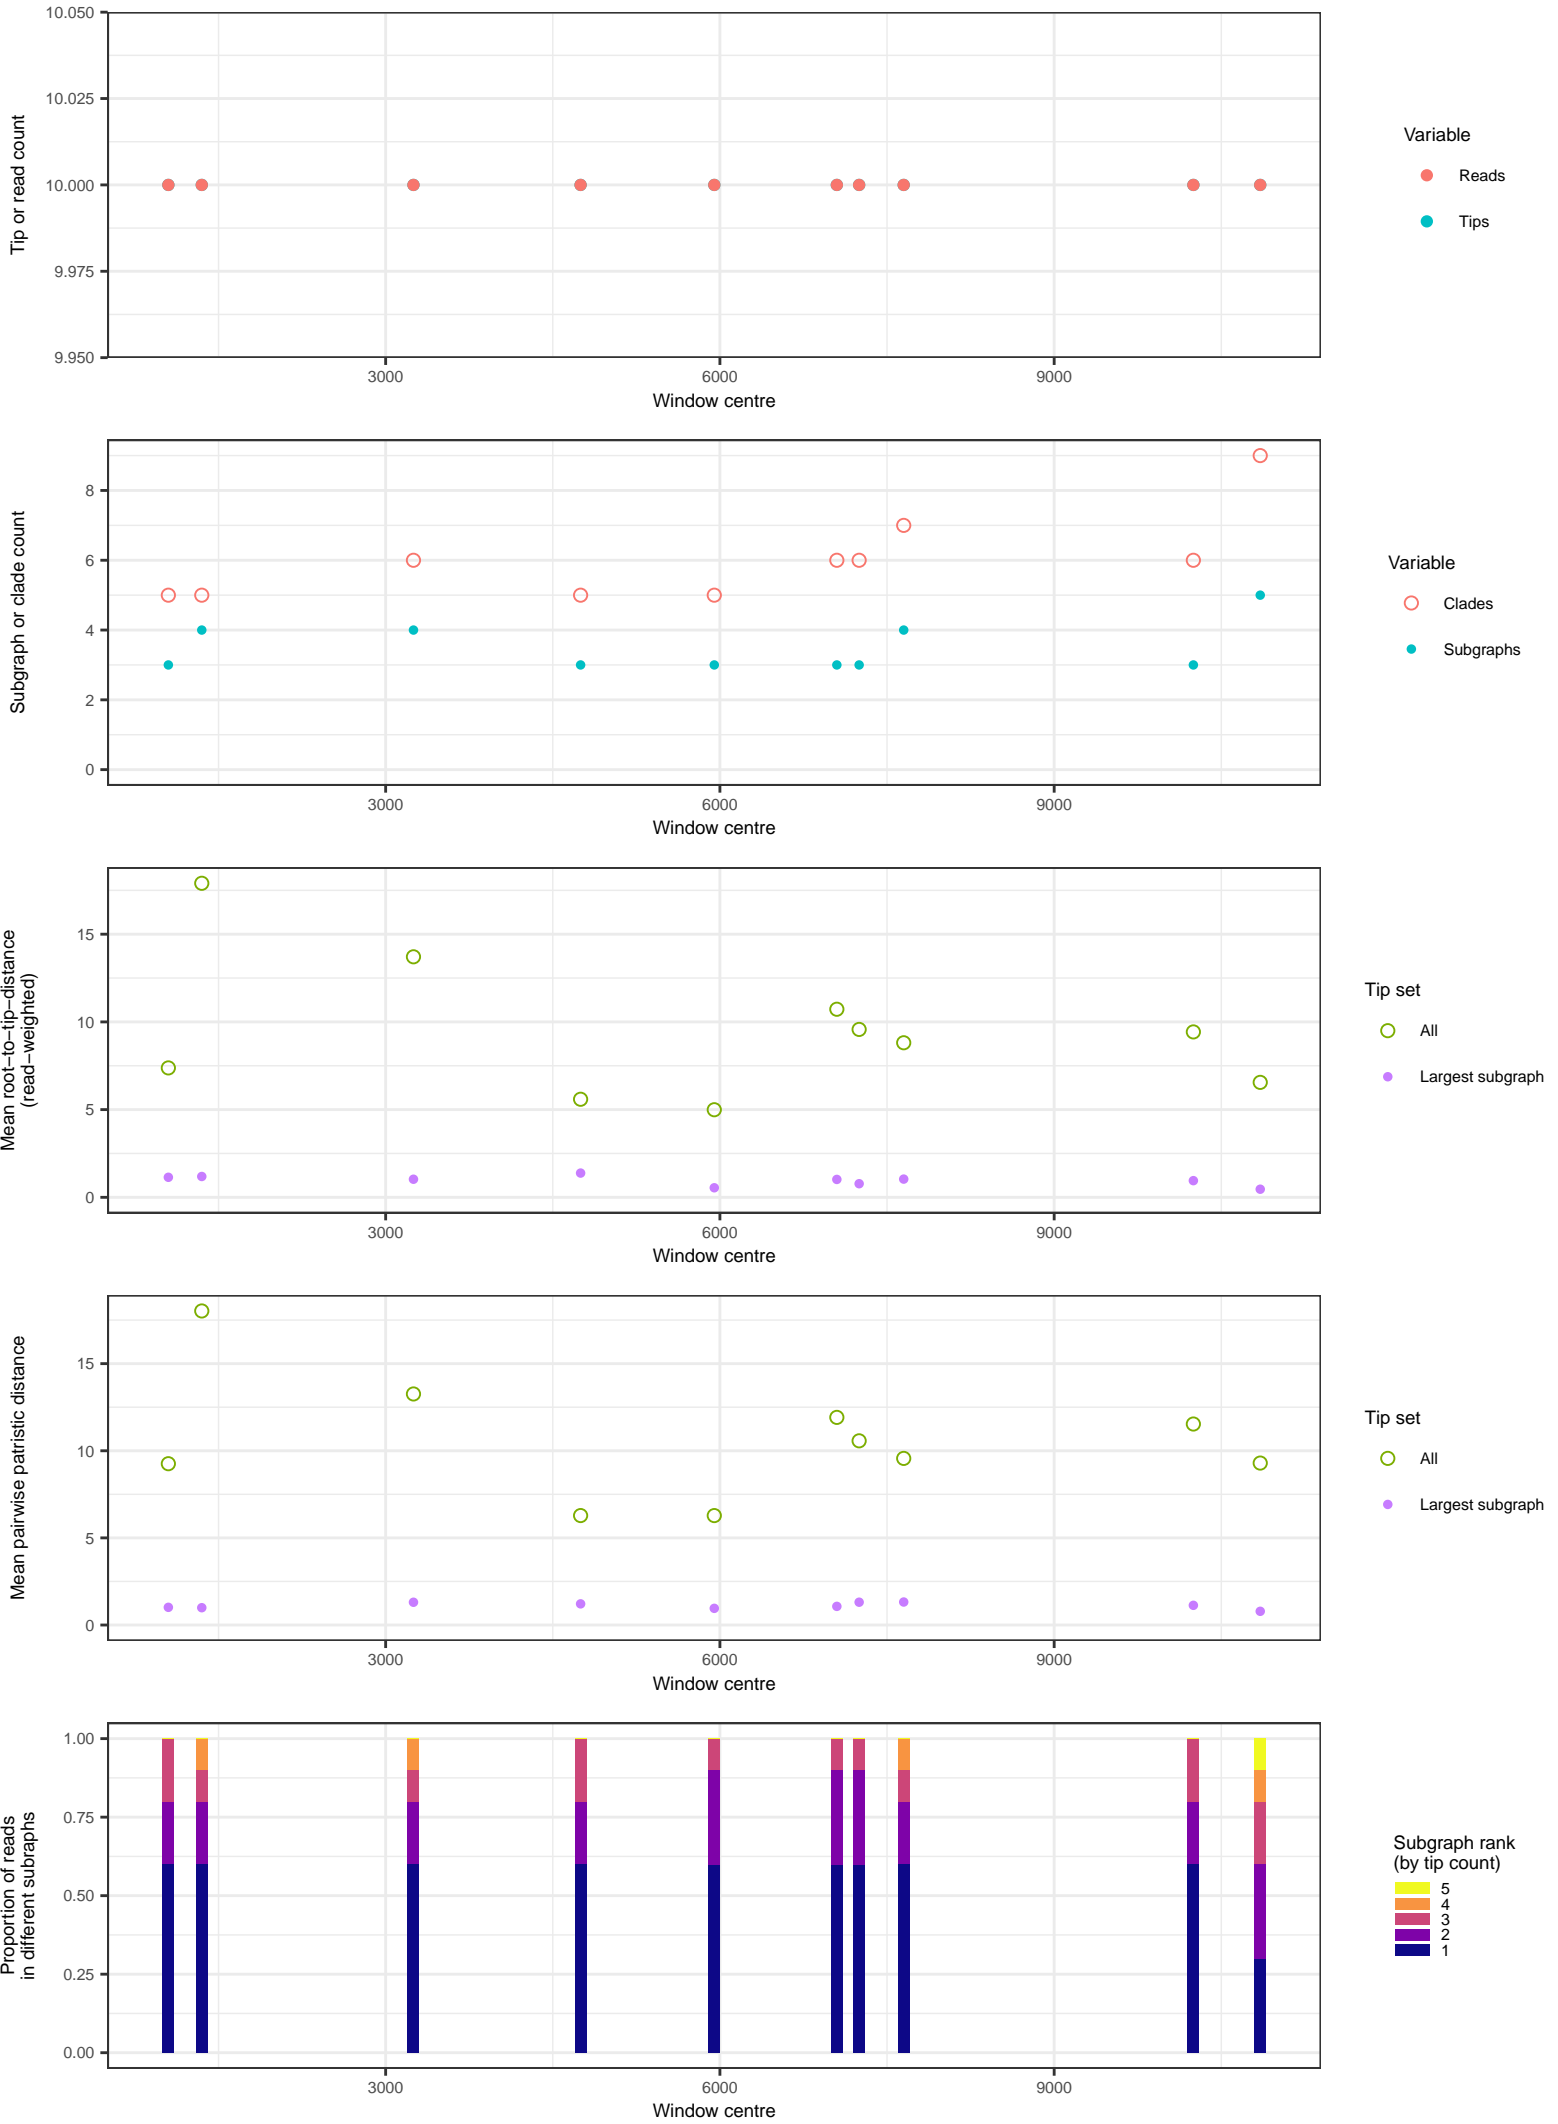 10.050
10.025
10.000
9.975
9.950
Tip or read count
3000 6000 9000
Window centre
Variable
Reads
Tips
8
6
4
2
0
Subgraph or clade count
3000 6000 9000
Window centre
Variable
Clades
Subgraphs
15
10
5
0
Mean root−to−tip−distance
(read−weighted)
3000 6000 9000
Window centre
Tip set
All
Largest subgraph
15
10
5
0
Mean pairwise patristic distance
3000 6000 9000
Window centre
Tip set
All
Largest subgraph
1.00
0.75
0.50
0.25
0.00
Proportion of reads
in different subraphs
3000 6000 9000
Window centre
Subgraph rank
(by tip count)
5
4
3
2
1